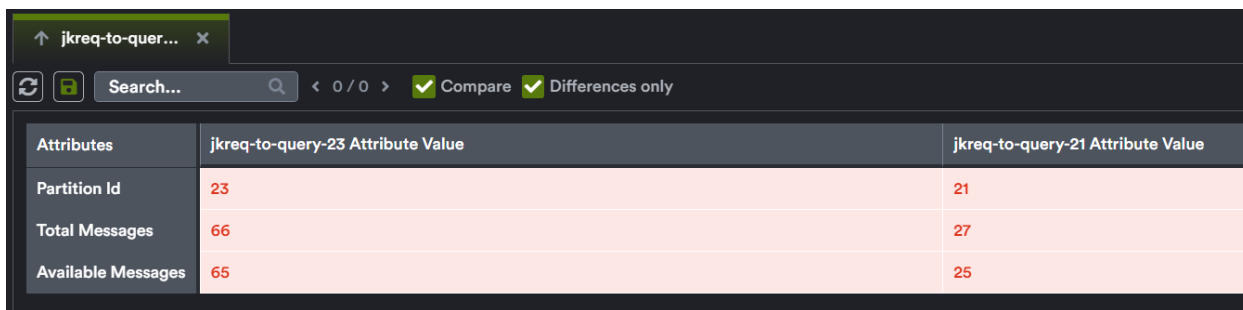 jkreq-to-quer...
Search... 0 / 0 Compare Differences only
Attributes jkreq-to-query-23 Attribute Value jkreq-to-query-21 Attribute Value
Partition Id 23 21
Total Messages 66 27
Available Messages 65 25